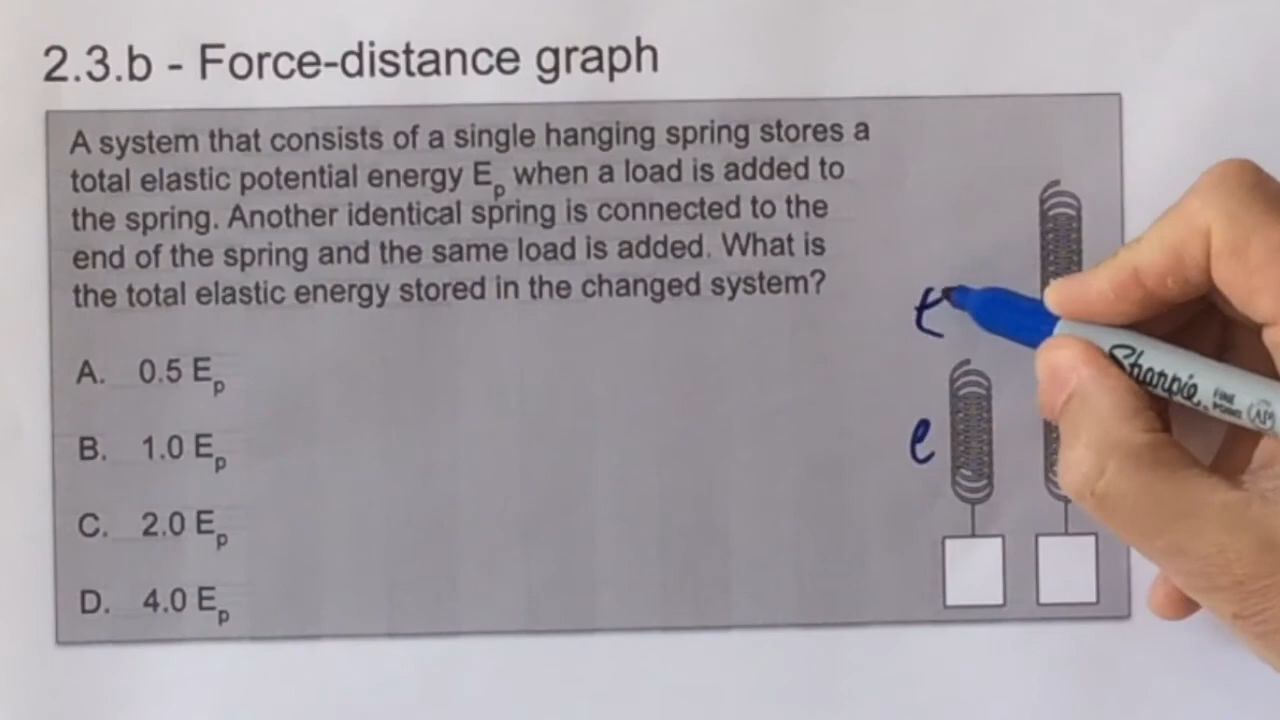 2.3.b - Force-distance graph
A system that consists of a single hanging spring stores a
total elastic potential energy Ep when a load is added to
the spring. Another identical spring is connected to the
end of the spring and the same load is added. What is
the total elastic energy stored in the changed system?
A. 0.5 Ep
B. 1.0 Ep
C. 2.0 Ep
D. 4.0 Ep
e
Sharpie
FINE POINT